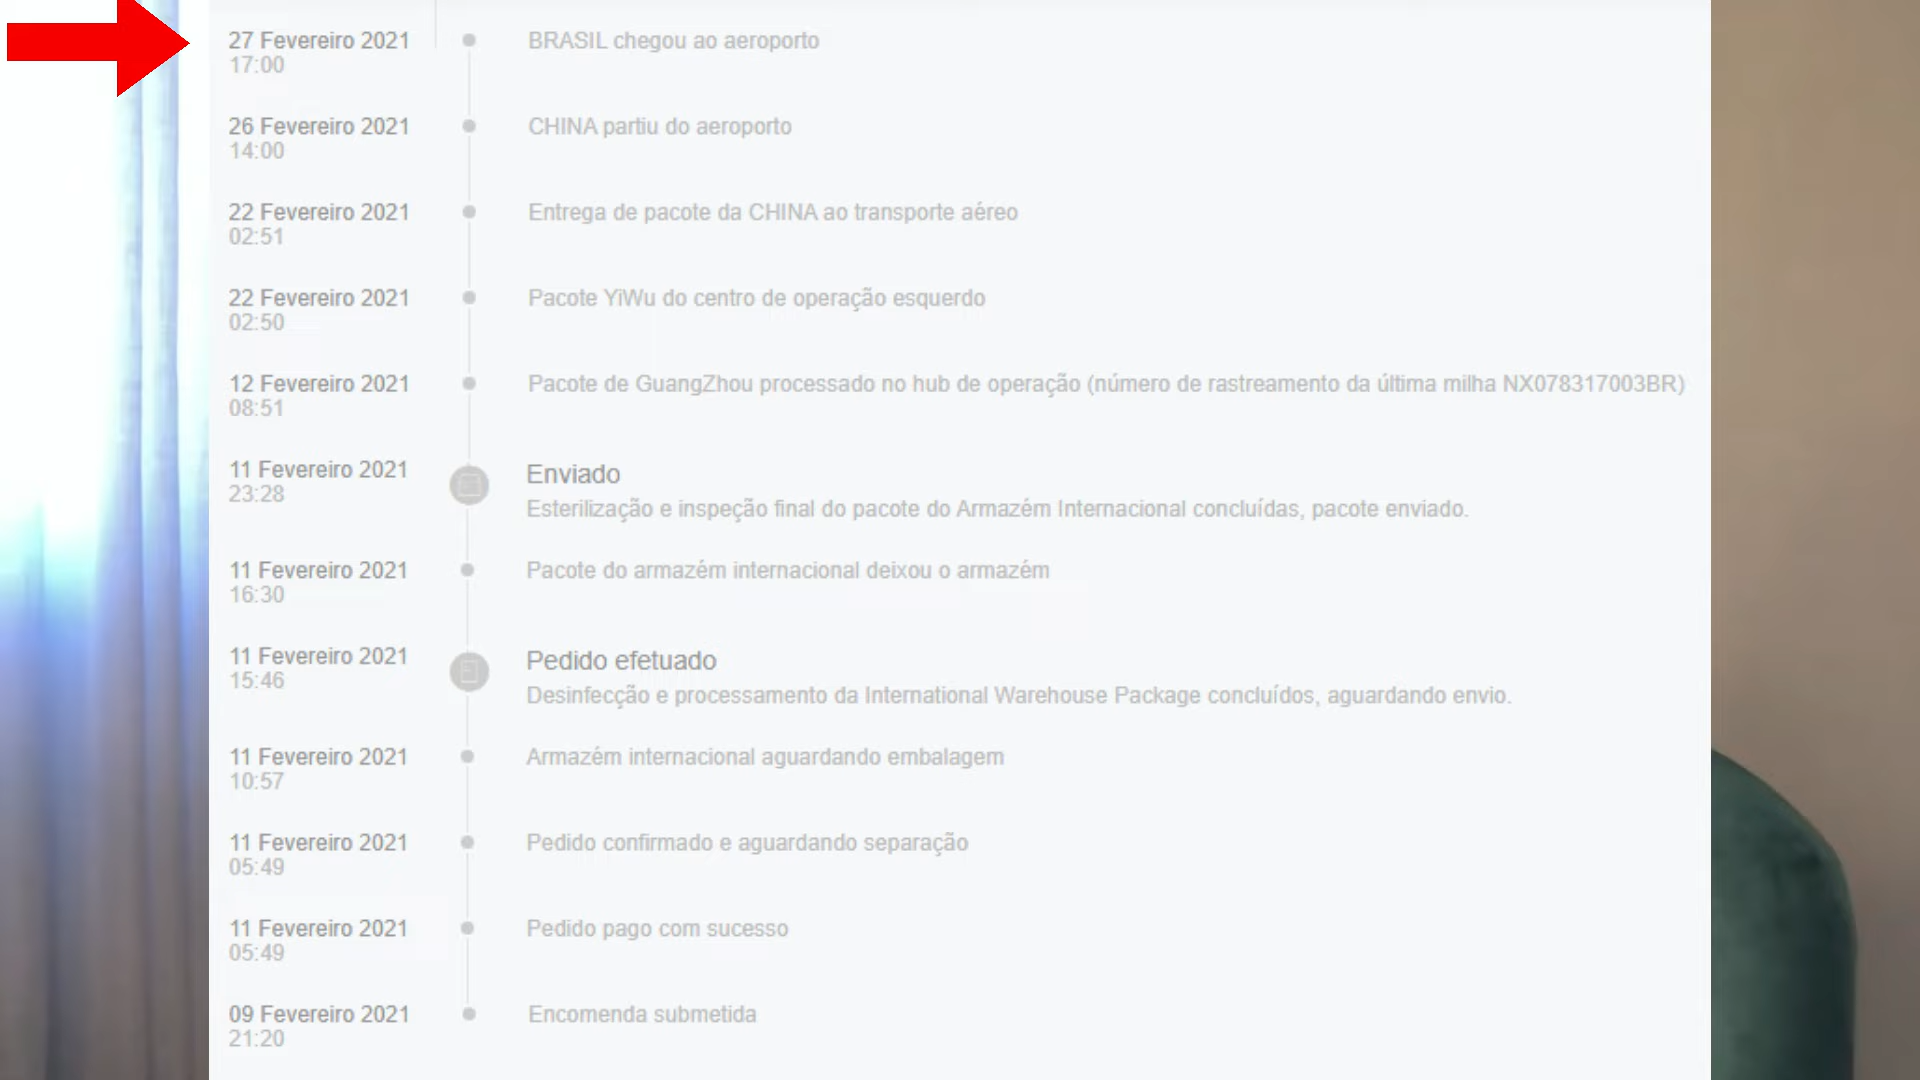 27 Fevereiro 2021
17:00
BRASIL chegou ao aeroporto
26 Fevereiro 2021
14:00
CHINA partiu do aeroporto
22 Fevereiro 2021
02:51
Entrega de pacote da CHINA ao transporte aéreo
22 Fevereiro 2021
02:50
Pacote YiWu do centro de operação esquerdo
12 Fevereiro 2021
08:51
Pacote de GuangZhou processado no hub de operação (número de rastreamento da última milha NX078317003BR)
11 Fevereiro 2021
23:28
Enviado
Esterilização e inspeção final do pacote do Armazém Internacional concluídas, pacote enviado.
11 Fevereiro 2021
16:30
Pacote do armazém internacional deixou o armazém
11 Fevereiro 2021
15:46
Pedido efetuado
Desinfecção e processamento da International Warehouse Package concluídos, aguardando envio.
11 Fevereiro 2021
10:57
Armazém internacional aguardando embalagem
11 Fevereiro 2021
05:49
Pedido confirmado e aguardando separação
11 Fevereiro 2021
05:49
Pedido pago com sucesso
09 Fevereiro 2021
21:20
Encomenda submetida